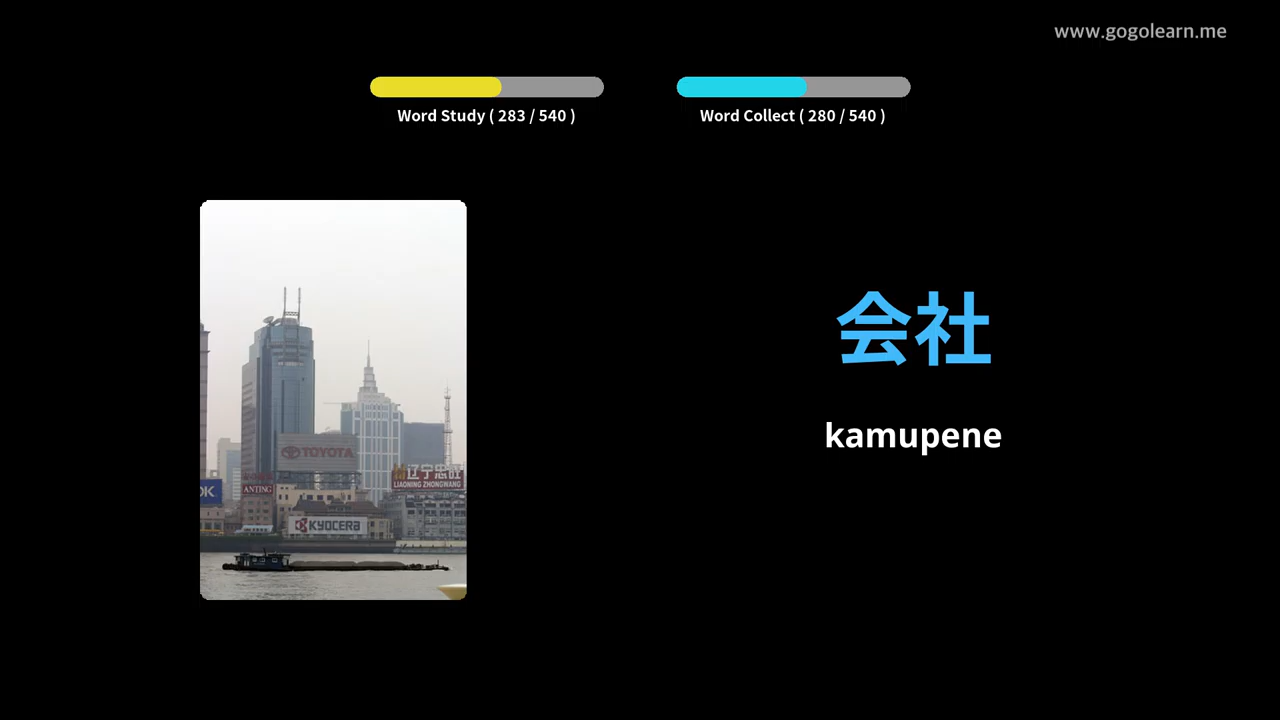 www.gogolearn.me
Word Study ( 283 / 540 )
Word Collect ( 280 / 540 )
会社
kamupene
TOYOTA
辽宁忠旺
LIAONING ZHONGWANG
OK
ANTING
KYOCERA